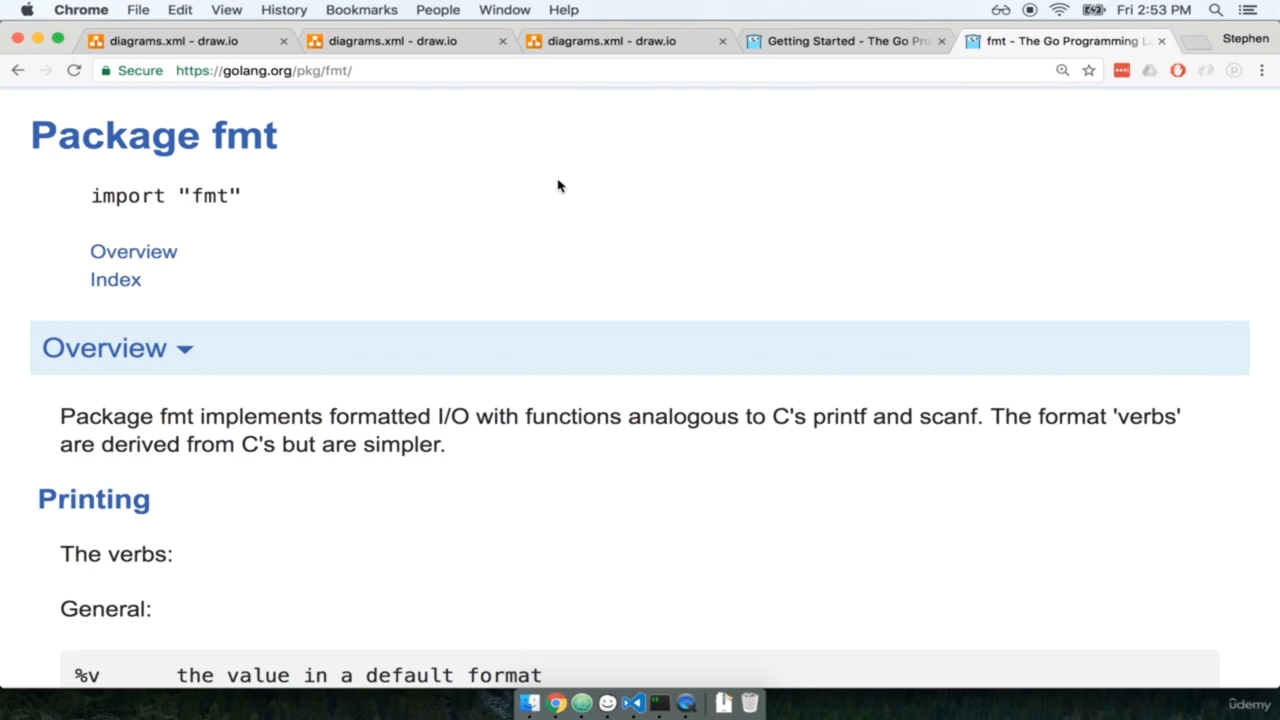 Chrome File Edit View History Bookmarks People Window Help Fri 2:53 PM
diagrams.xml - draw.io diagrams.xml - draw.io diagrams.xml - draw.io Getting Started - The Go Pro fmt - The Go Programming L Stephen
Secure https://golang.org/pkg/fmt/
Package fmt
import "fmt"
Overview
Index
Overview
Package fmt implements formatted I/O with functions analogous to C's printf and scanf. The format 'verbs'
are derived from C's but are simpler.
Printing
The verbs:
General:
%v the value in a default format
ûdemy